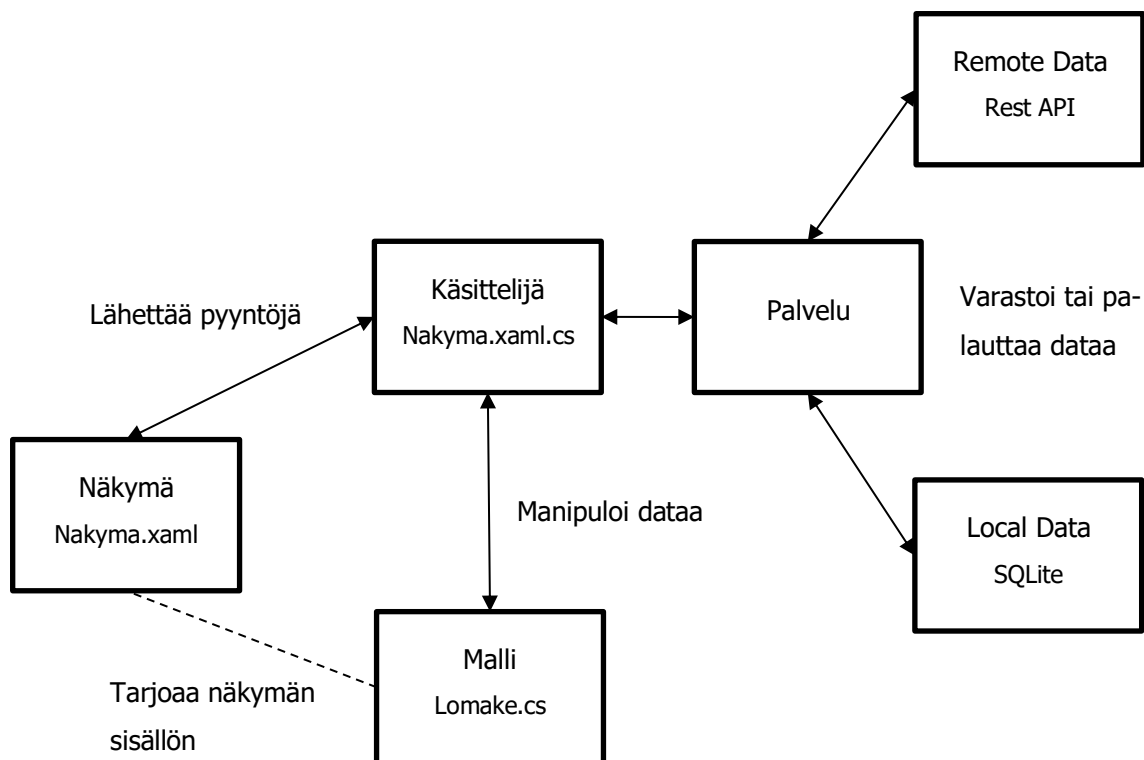 Remote Data
Rest API
Käsittelijä
Nakyma.xaml.cs
Palvelu
Varastoi tai pa-
lauttaa dataa
Lähettää pyyntöjä
Näkymä
Nakyma.xaml
Manipuloi dataa
Local Data
SQLite
Malli
Lomake.cs
Tarjoaa näkymän
sisällön